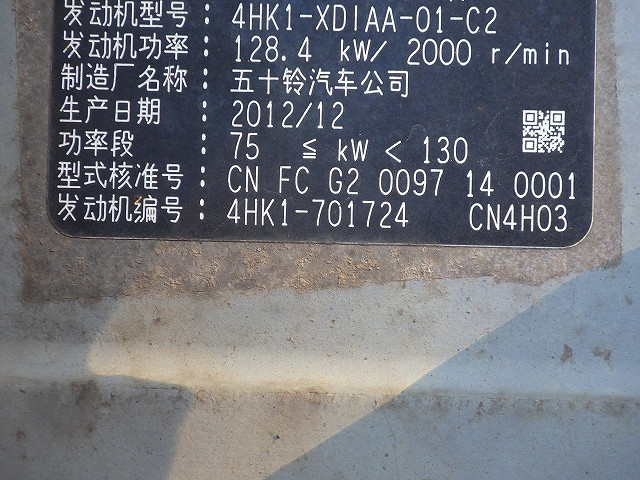 发动机型号 : 4HK1-XDIAA-01-C2
发动机功率 : 128.4 kW/ 2000 r/min
制造厂名称 : 五十铃汽车公司
生产日期 : 2012/12
功率段 : 75 ≦ kW < 130
型式核准号 : CN FC G2 0097 14 0001
发动机编号 : 4HK1-701724 CN4H03